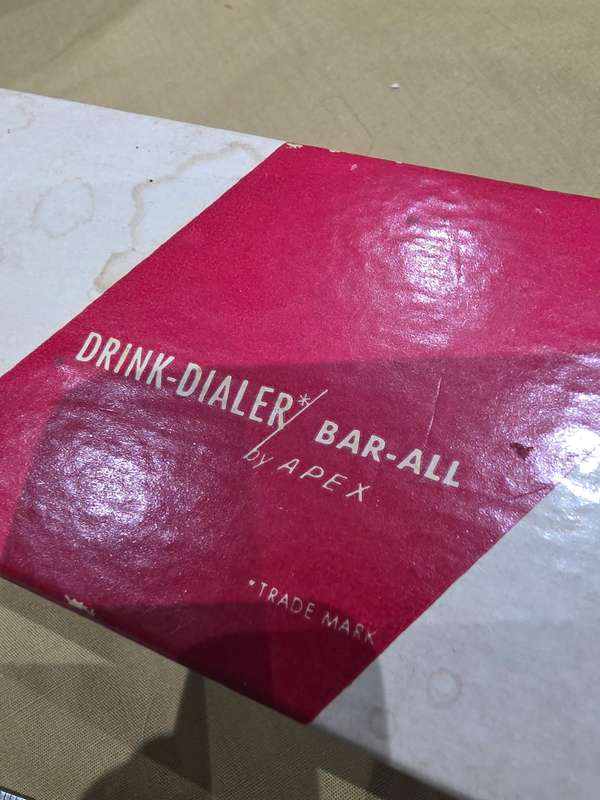 DRINK-DIALER* / BAR-ALL
by APEX
*TRADE MARK